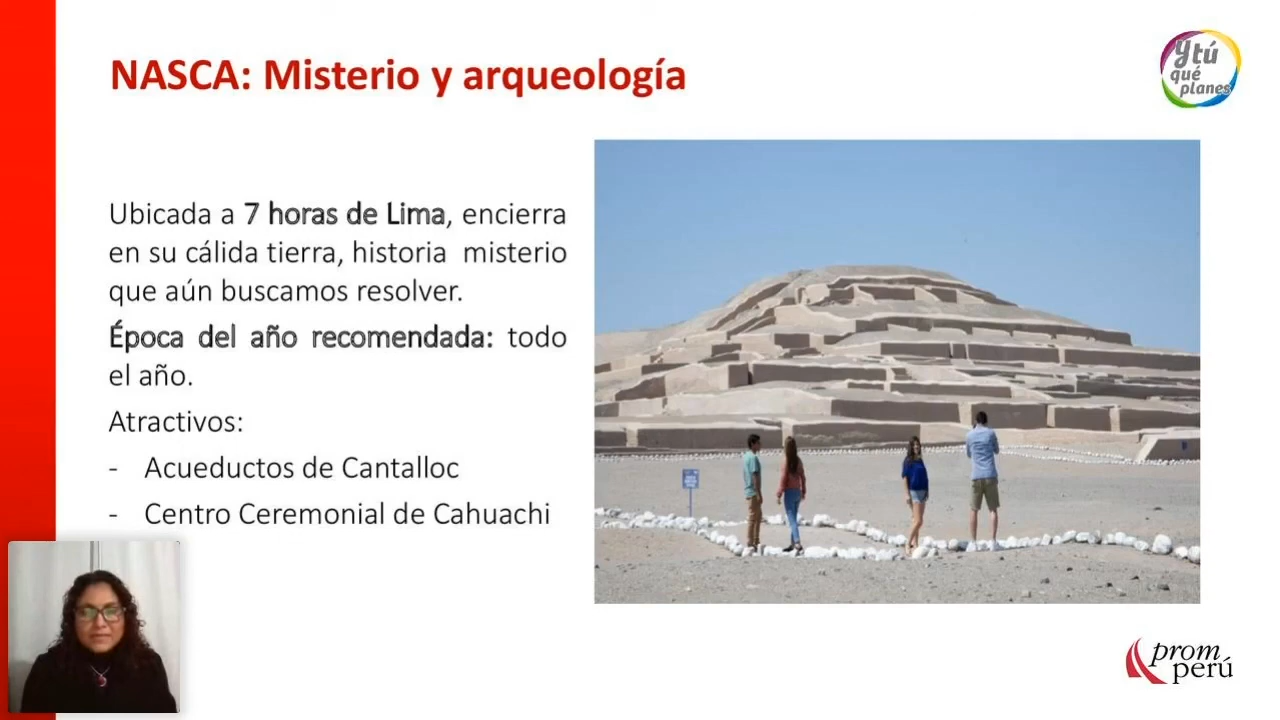 NASCA: Misterio y arqueología
Ytú
qué
planes
Ubicada a 7 horas de Lima, encierra
en su cálida tierra, historia misterio
que aún buscamos resolver.
Época del año recomendada: todo
el año.
Atractivos:
- Acueductos de Cantalloc
- Centro Ceremonial de Cahuachi
prom
perú